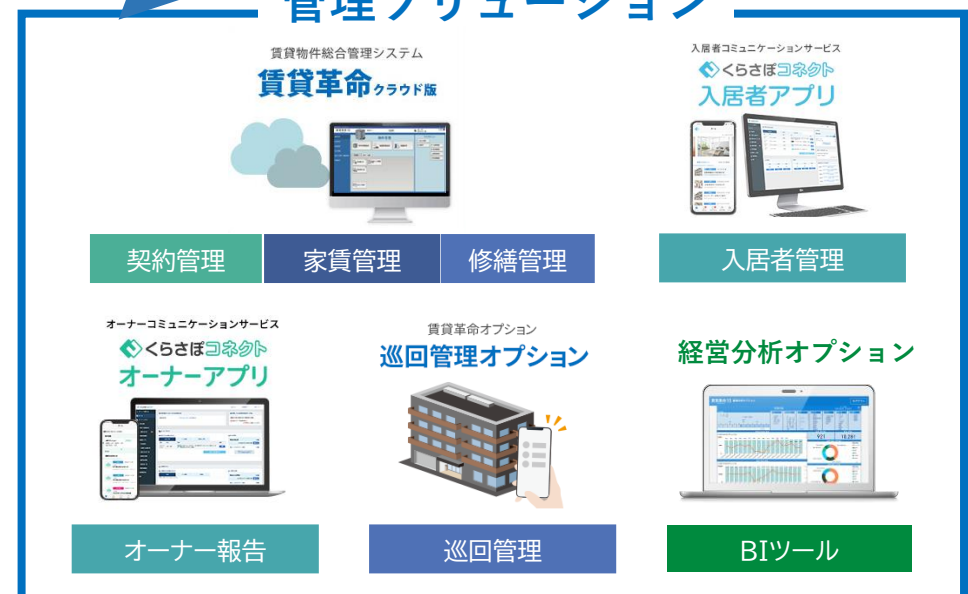 管理ソリューション
賃貸物件総合管理システム
賃貸革命クラウド版
契約管理
家賃管理
修繕管理
入居者コミュニケーションサービス
くらさぽコネクト
入居者アプリ
入居者管理
オーナーコミュニケーションサービス
くらさぽコネクト
オーナーアプリ
オーナー報告
賃貸革命オプション
巡回管理オプション
巡回管理
経営分析オプション
BIツール